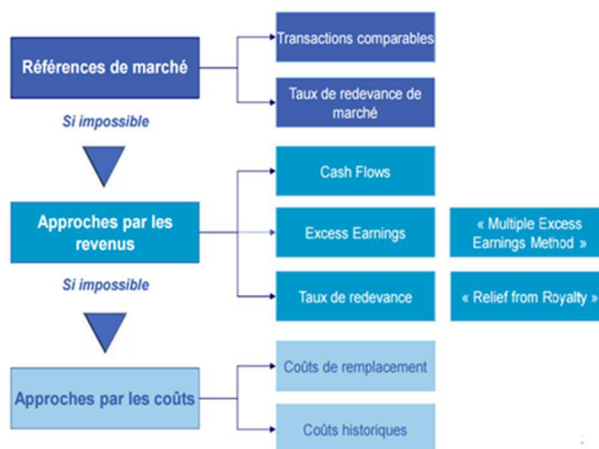 Transactions comparables
Références de marché
Taux de redevance de
marché
Si impossible
Cash Flows
Approches par les
revenus
Excess Earnings
« Multiple Excess
Earnings Method »
Si impossible
Taux de redevance
« Relief from Royalty »
Coûts de remplacement
Approches par les coûts
Coûts historiques